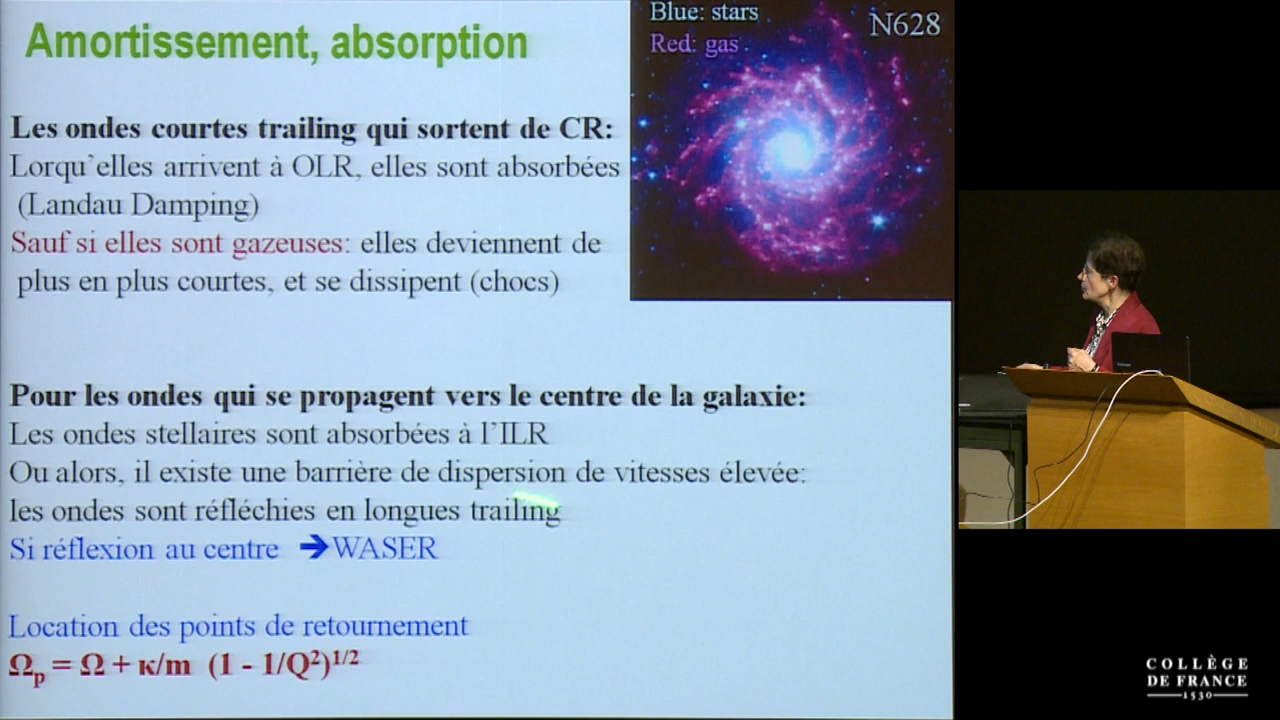 Amortissement, absorption
Blue: stars
Red: gas
N628
Les ondes courtes trailing qui sortent de CR:
Lorqu'elles arrivent à OLR, elles sont absorbées
(Landau Damping)
Sauf si elles sont gazeuses: elles deviennent de
plus en plus courtes, et se dissipent (chocs)
Pour les ondes qui se propagent vers le centre de la galaxie:
Les ondes stellaires sont absorbées à l'ILR
Ou alors, il existe une barrière de dispersion de vitesses élevée:
les ondes sont réfléchies en longues trailing
Si réflexion au centre ➔WASER
Location des points de retournement
Ωp = Ω + κ/m (1 - 1/Q²)1/2
COLLÈGE
DE FRANCE
1530